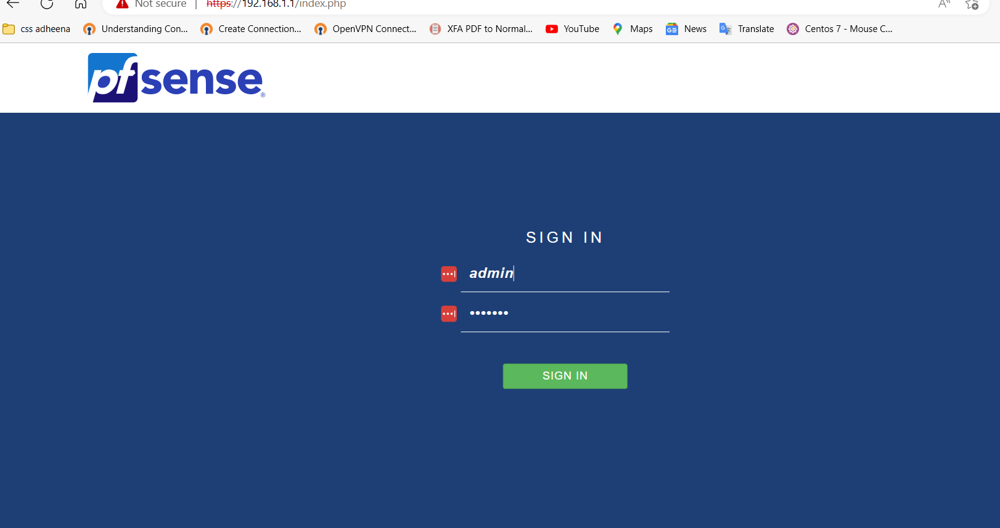 Not secure | https://192.168.1.1/index.php
css adheena Understanding Con... Create Connection... OpenVPN Connect... XFA PDF to Normal... YouTube Maps News Translate Centos 7 - Mouse C...
pfsense®
SIGN IN
admin
•••••••
SIGN IN